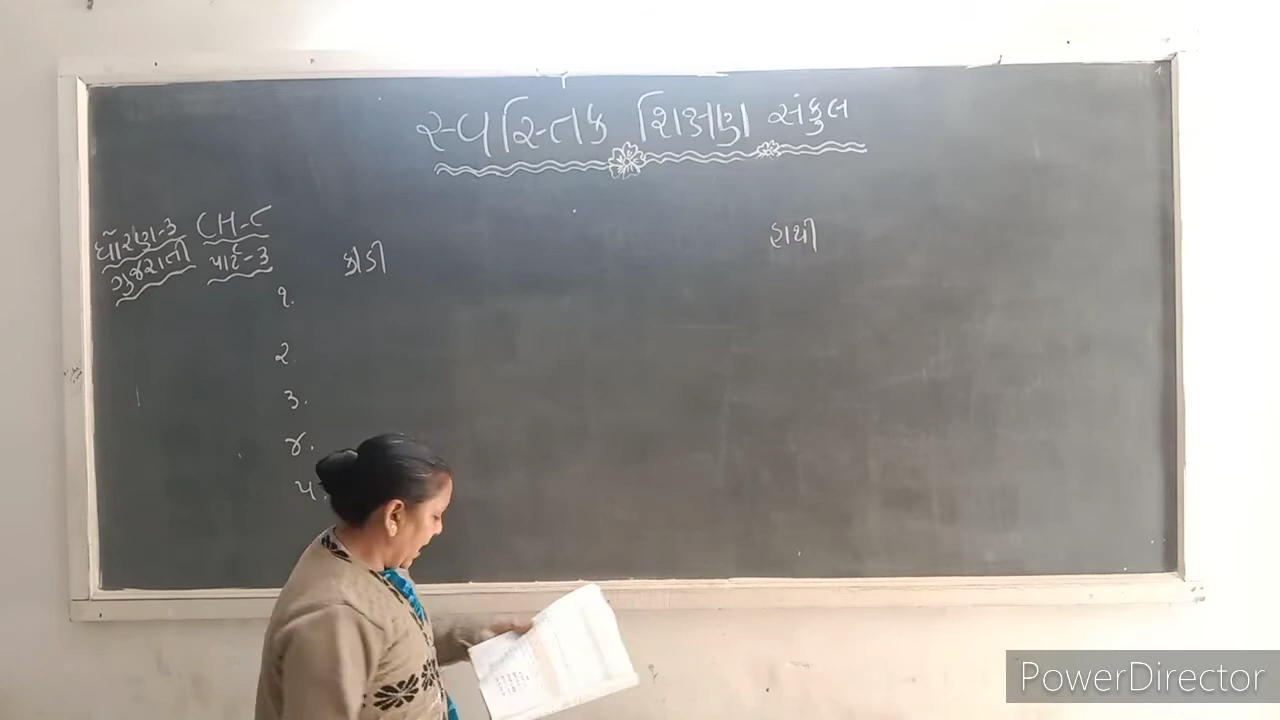 સ્વસ્તિક શિક્ષણ સંકુલ
ધોરણ-૩ CH-૮
ગુજરાતી પાર્ટ-૩
કીડી
હાથી
૧.
૨.
૩.
૪.
૫.
PowerDirector